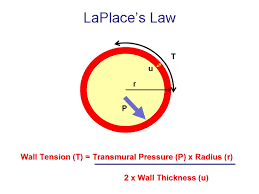 LaPlace's Law
T
u
r
P
Wall Tension (T) = Transmural Pressure (P) x Radius (r)
2 x Wall Thickness (u)